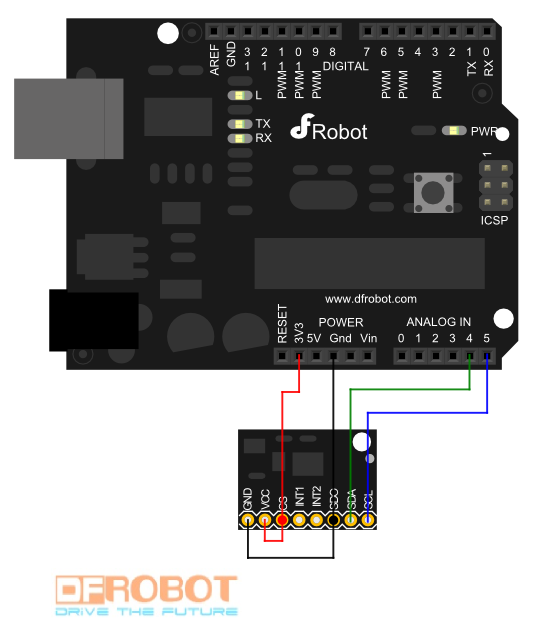 AREF
GND
13
12
PWM 11
PWM 10
PWM 9
8
DIGITAL
7
PWM 6
PWM 5
4
PWM 3
2
TX 1
RX 0
L
TX
RX
dfRobot
PWR
1
ICSP
www.dfrobot.com
POWER
ANALOG IN
RESET
3V3
5V
Gnd
Vin
0 1 2 3 4 5
GND
VCC
CS
INT1
INT2
SDO
SDA
SCL
DFROBOT
DRIVE THE FUTURE